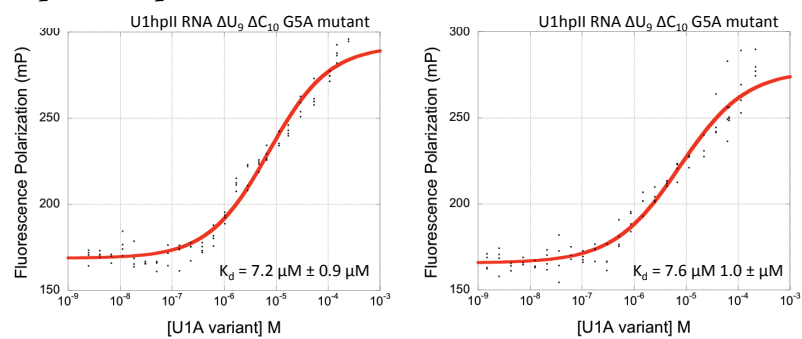 U1hpII RNA ΔU₉ ΔC₁₀ G5A mutant
Fluorescence Polarization (mP)
300
250
200
150
K_d = 7.2 µM ± 0.9 µM
10⁻⁹ 10⁻⁸ 10⁻⁷ 10⁻⁶ 10⁻⁵ 10⁻⁴ 10⁻³
[U1A variant] M
U1hpII RNA ΔU₉ ΔC₁₀ G5A mutant
Fluorescence Polarization (mP)
300
250
200
150
K_d = 7.6 µM 1.0 ± µM
10⁻⁹ 10⁻⁸ 10⁻⁷ 10⁻⁶ 10⁻⁵ 10⁻⁴ 10⁻³
[U1A variant] M